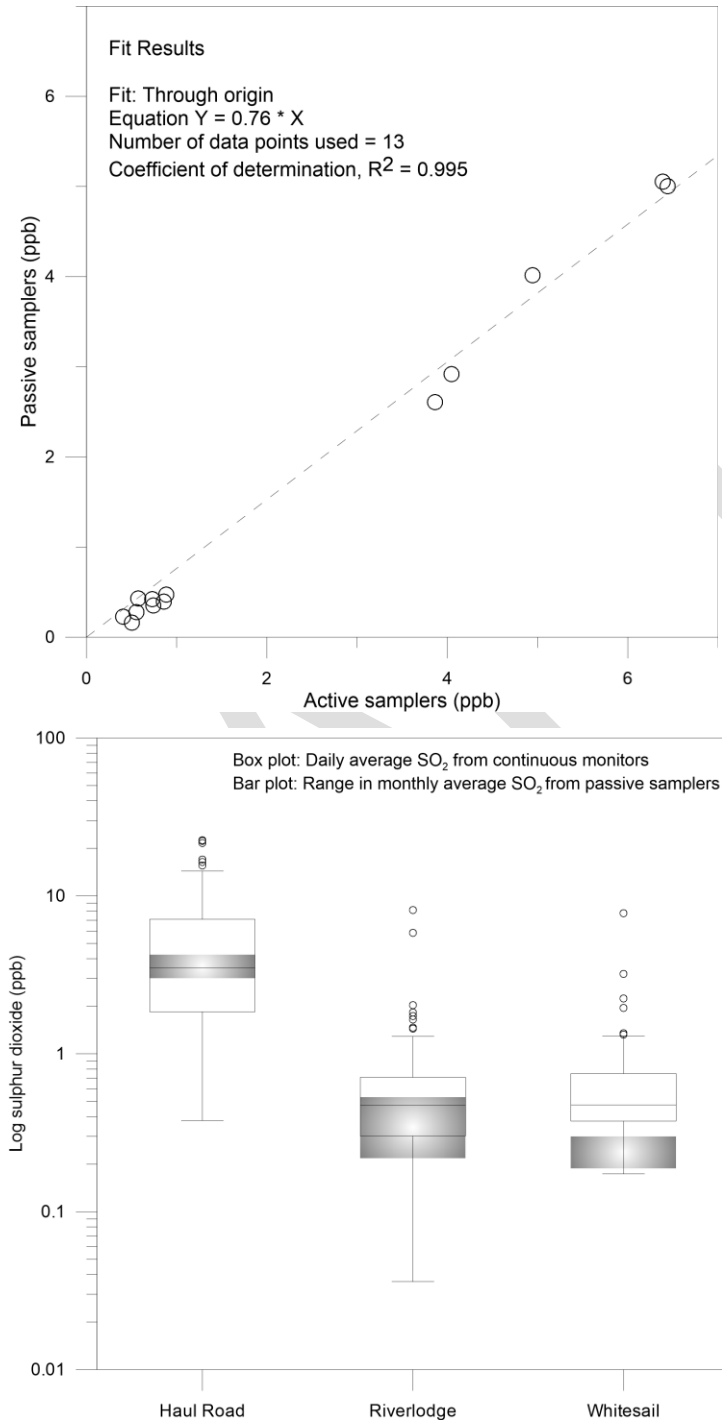 Fit Results
Fit: Through origin
Equation Y = 0.76 * X
Number of data points used = 13
Coefficient of determination, R² = 0.995
6
4
2
0
Passive samplers (ppb)
0 2 4 6
Active samplers (ppb)
Box plot: Daily average SO₂ from continuous monitors
Bar plot: Range in monthly average SO₂ from passive samplers
100
10
1
0.1
0.01
Log sulphur dioxide (ppb)
Haul Road Riverlodge Whitesail